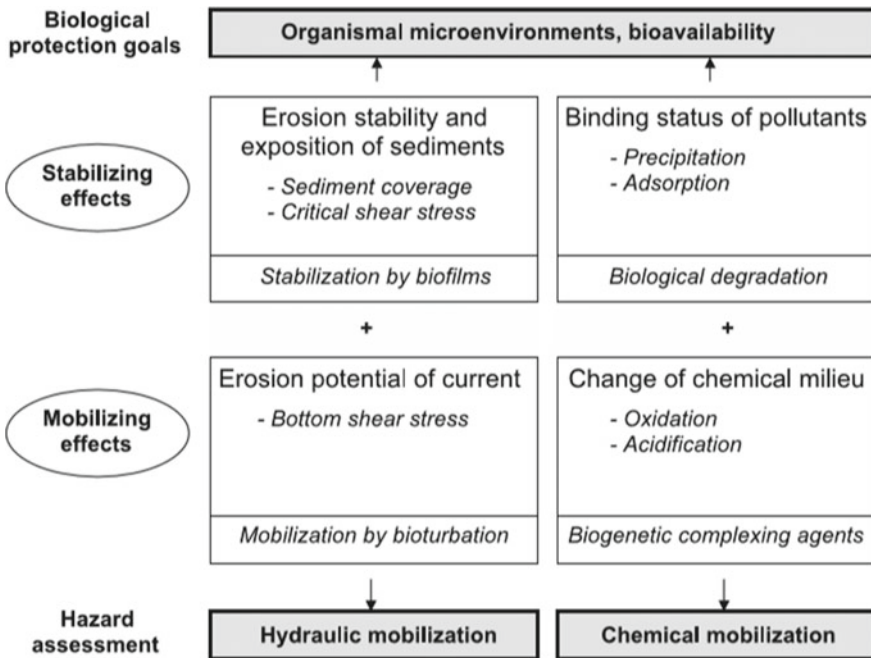 Biological
protection goals
Organismal microenvironments, bioavailability
Stabilizing
effects
Erosion stability and
exposition of sediments
- Sediment coverage
- Critical shear stress
Stabilization by biofilms
Binding status of pollutants
- Precipitation
- Adsorption
Biological degradation
+
+
Mobilizing
effects
Erosion potential of current
- Bottom shear stress
Mobilization by bioturbation
Change of chemical milieu
- Oxidation
- Acidification
Biogenetic complexing agents
Hazard
assessment
Hydraulic mobilization
Chemical mobilization